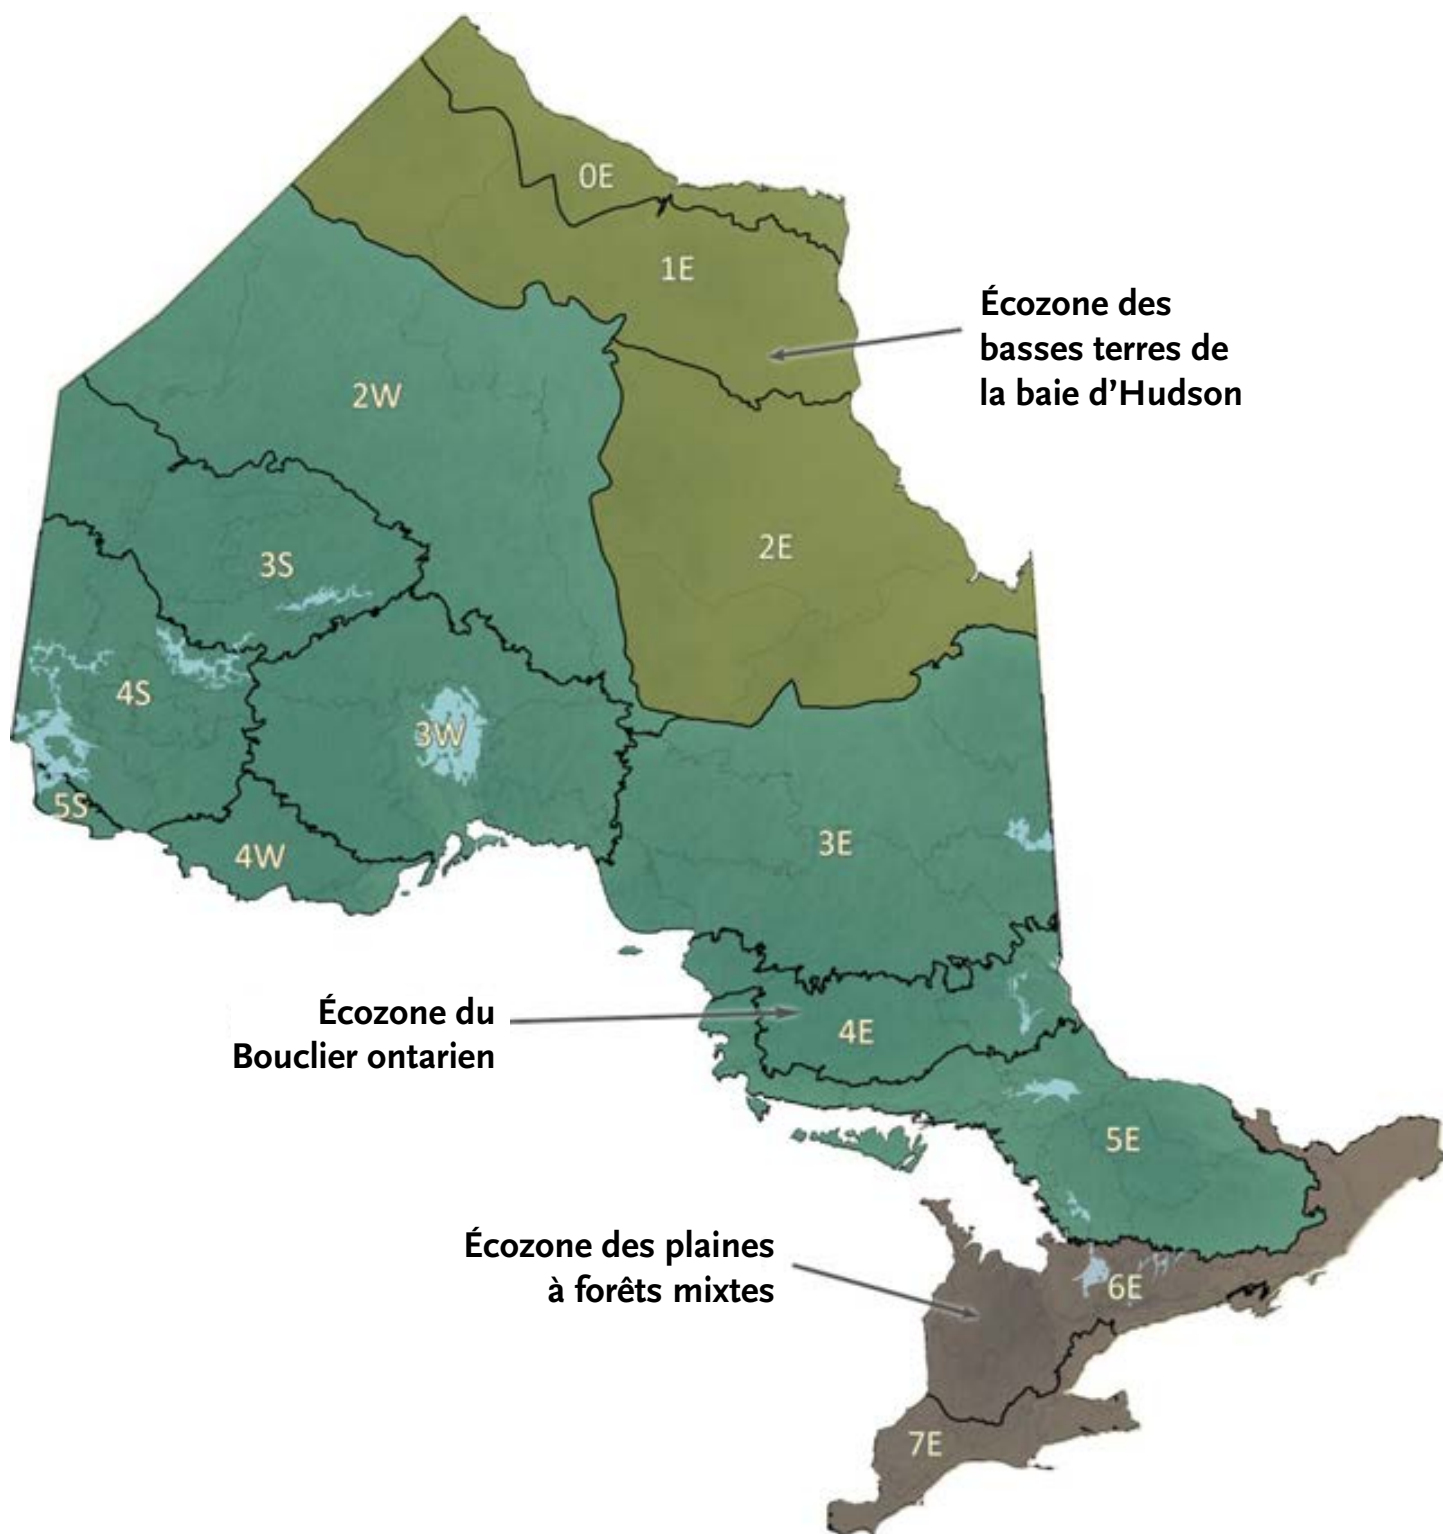 0E
1E
Écozone des
basses terres de
la baie d’Hudson
2W
2E
3S
4S
3W
5S
4W
3E
Écozone du
Bouclier ontarien
4E
5E
Écozone des plaines
à forêts mixtes
6E
7E